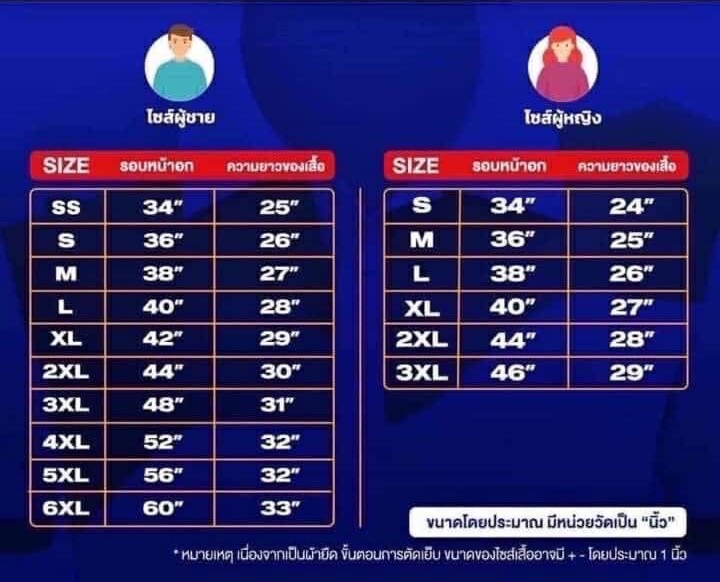 ไซส์ผู้ชาย
SIZE รอบหน้าอก ความยาวของเสื้อ
SS 34” 25”
S 36” 26”
M 38” 27”
L 40” 28”
XL 42” 29”
2XL 44” 30”
3XL 48” 31”
4XL 52” 32”
5XL 56” 32”
6XL 60” 33”
ไซส์ผู้หญิง
SIZE รอบหน้าอก ความยาวของเสื้อ
S 34” 24”
M 36” 25”
L 38” 26”
XL 40” 27”
2XL 44” 28”
3XL 46” 29”
ขนาดโดยประมาณ มีหน่วยวัดเป็น “นิ้ว”
* หมายเหตุ เนื่องจากเป็นผ้ายืด ขั้นตอนการตัดเย็บ ขนาดของไซส์เสื้ออาจมี + - โดยประมาณ 1 นิ้ว